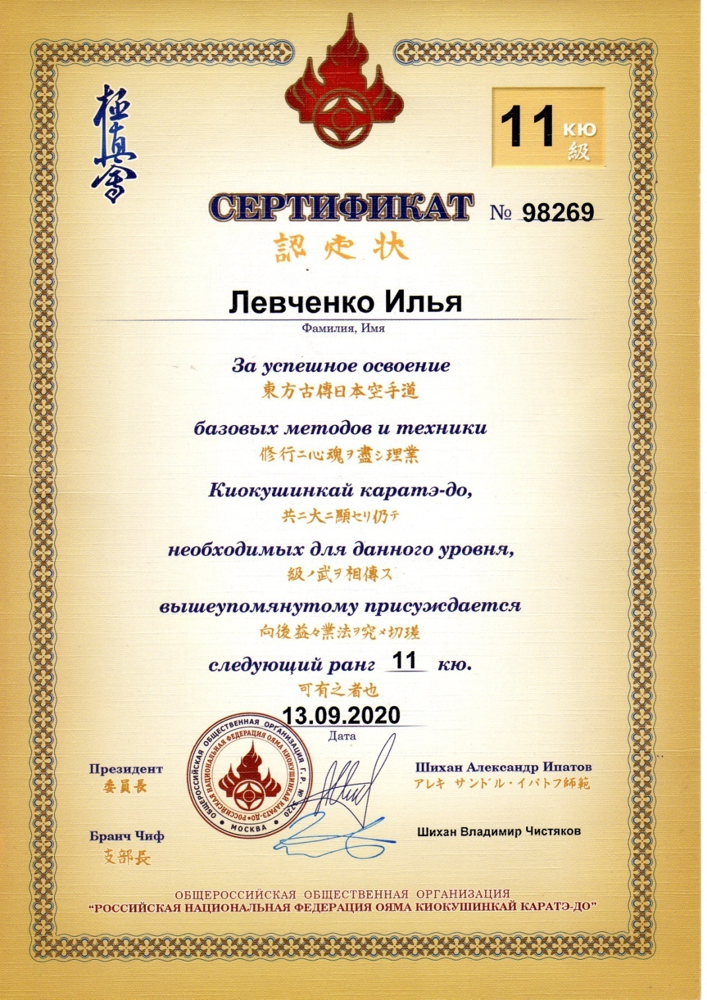 極真會
11 кю
級
СЕРТИФИКАТ № 98269
認定状
Левченко Илья
Фамилия, Имя
За успешное освоение
東方古傳日本空手道
базовых методов и техники
修行ニ心魂ヲ盡シ理業
Киокушинкай каратэ-до,
共ニ大ニ顯セリ仍テ
необходимых для данного уровня,
級ノ武ヲ相傳ス
вышеупомянутому присуждается
向後益々業法ヲ究メ切瑳
следующий ранг 11 кю.
可有之者也
13.09.2020
Дата
ОБЩЕРОССИЙСКАЯ ОБЩЕСТВЕННАЯ ОРГАНИЗАЦИЯ Г.Р. № 3720
РОССИЙСКАЯ НАЦИОНАЛЬНАЯ ФЕДЕРАЦИЯ ОЯМА КИОКУШИНКАЙ КАРАТЭ-ДО
МОСКВА
Президент Шихан Александр Ипатов
委員長 アレキサンドル・イパトフ師範
Бранч Чиф Шихан Владимир Чистяков
支部長
ОБЩЕРОССИЙСКАЯ ОБЩЕСТВЕННАЯ ОРГАНИЗАЦИЯ
“РОССИЙСКАЯ НАЦИОНАЛЬНАЯ ФЕДЕРАЦИЯ ОЯМА КИОКУШИНКАЙ КАРАТЭ-ДО”